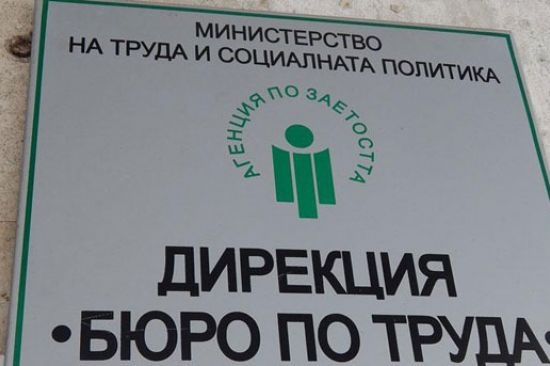 МИНИСТЕРСТВО
НА ТРУДА И СОЦИАЛНАТА ПОЛИТИКА
АГЕНЦИЯ ПО ЗАЕТОСТТА
ДИРЕКЦИЯ
•БЮРО ПО ТРУДА•